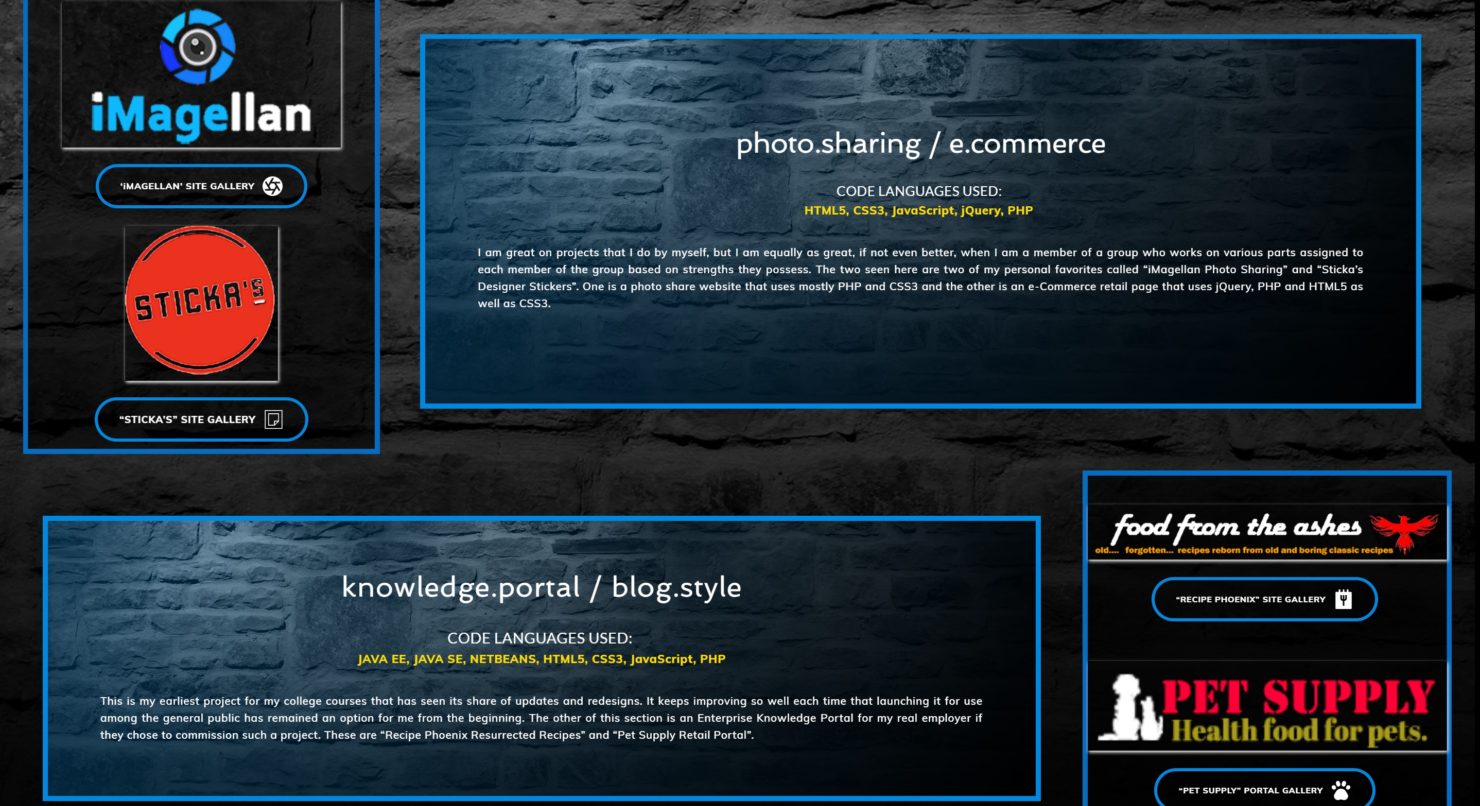 iMagellan
‘iMAGELLAN’ SITE GALLERY
STICKA'S
“STICKA’S” SITE GALLERY
photo.sharing / e.commerce
CODE LANGUAGES USED:
HTML5, CSS3, JavaScript, jQuery, PHP
I am great on projects that I do by myself, but I am equally as great, if not even better, when I am a member of a group who works on various parts assigned to
each member of the group based on strengths they possess. The two seen here are two of my personal favorites called “iMagellan Photo Sharing” and “Sticka’s
Designer Stickers”. One is a photo share website that uses mostly PHP and CSS3 and the other is an e-Commerce retail page that uses jQuery, PHP and HTML5 as
well as CSS3.
knowledge.portal / blog.style
CODE LANGUAGES USED:
JAVA EE, JAVA SE, NETBEANS, HTML5, CSS3, JavaScript, PHP
This is my earliest project for my college courses that has seen its share of updates and redesigns. It keeps improving so well each time that launching it for use
among the general public has remained an option for me from the beginning. The other of this section is an Enterprise Knowledge Portal for my real employer if
they chose to commission such a project. These are “Recipe Phoenix Resurrected Recipes” and “Pet Supply Retail Portal”.
food from the ashes
old.... forgotten... recipes reborn from old and boring classic recipes
“RECIPE PHOENIX” SITE GALLERY
PET SUPPLY
Health food for pets.
“PET SUPPLY” PORTAL GALLERY